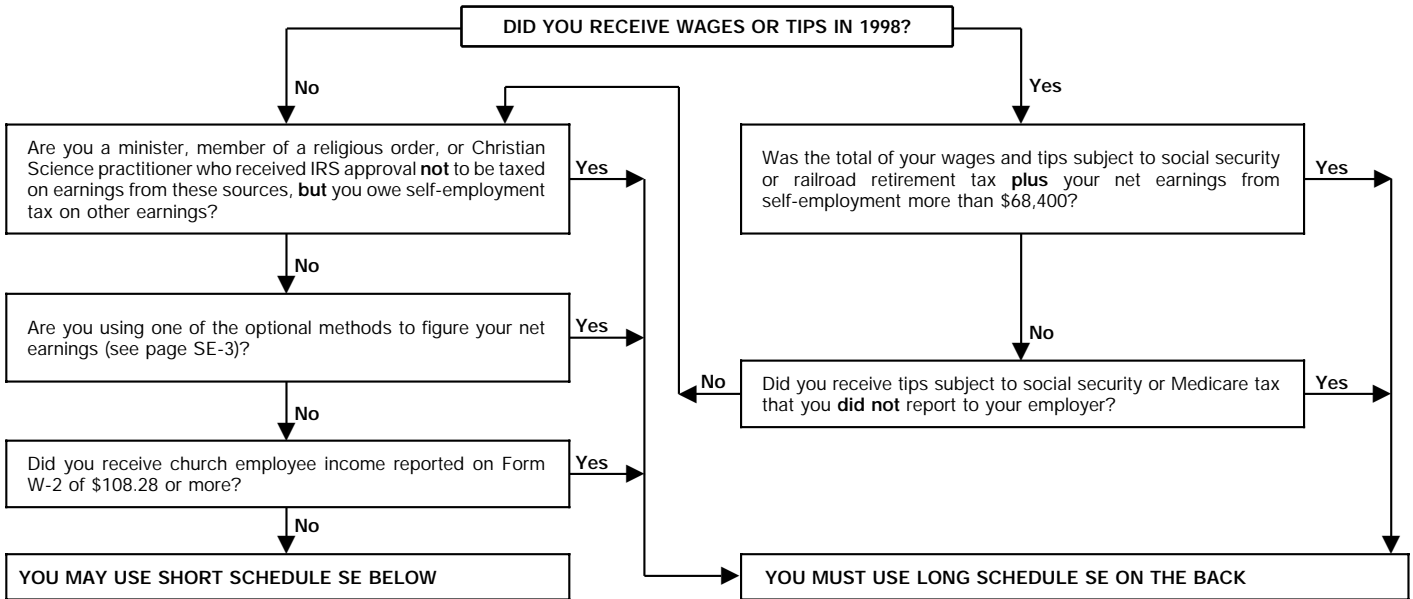 DID YOU RECEIVE WAGES OR TIPS IN 1998?
No
Yes
Are you a minister, member of a religious order, or Christian
Science practitioner who received IRS approval not to be taxed
on earnings from these sources, but you owe self-employment
tax on other earnings?
Yes
Was the total of your wages and tips subject to social security
or railroad retirement tax plus your net earnings from
self-employment more than $68,400?
Yes
No
Are you using one of the optional methods to figure your net
earnings (see page SE-3)?
Yes
No
No
Did you receive tips subject to social security or Medicare tax
that you did not report to your employer?
Yes
No
Did you receive church employee income reported on Form
W-2 of $108.28 or more?
Yes
No
YOU MAY USE SHORT SCHEDULE SE BELOW
YOU MUST USE LONG SCHEDULE SE ON THE BACK